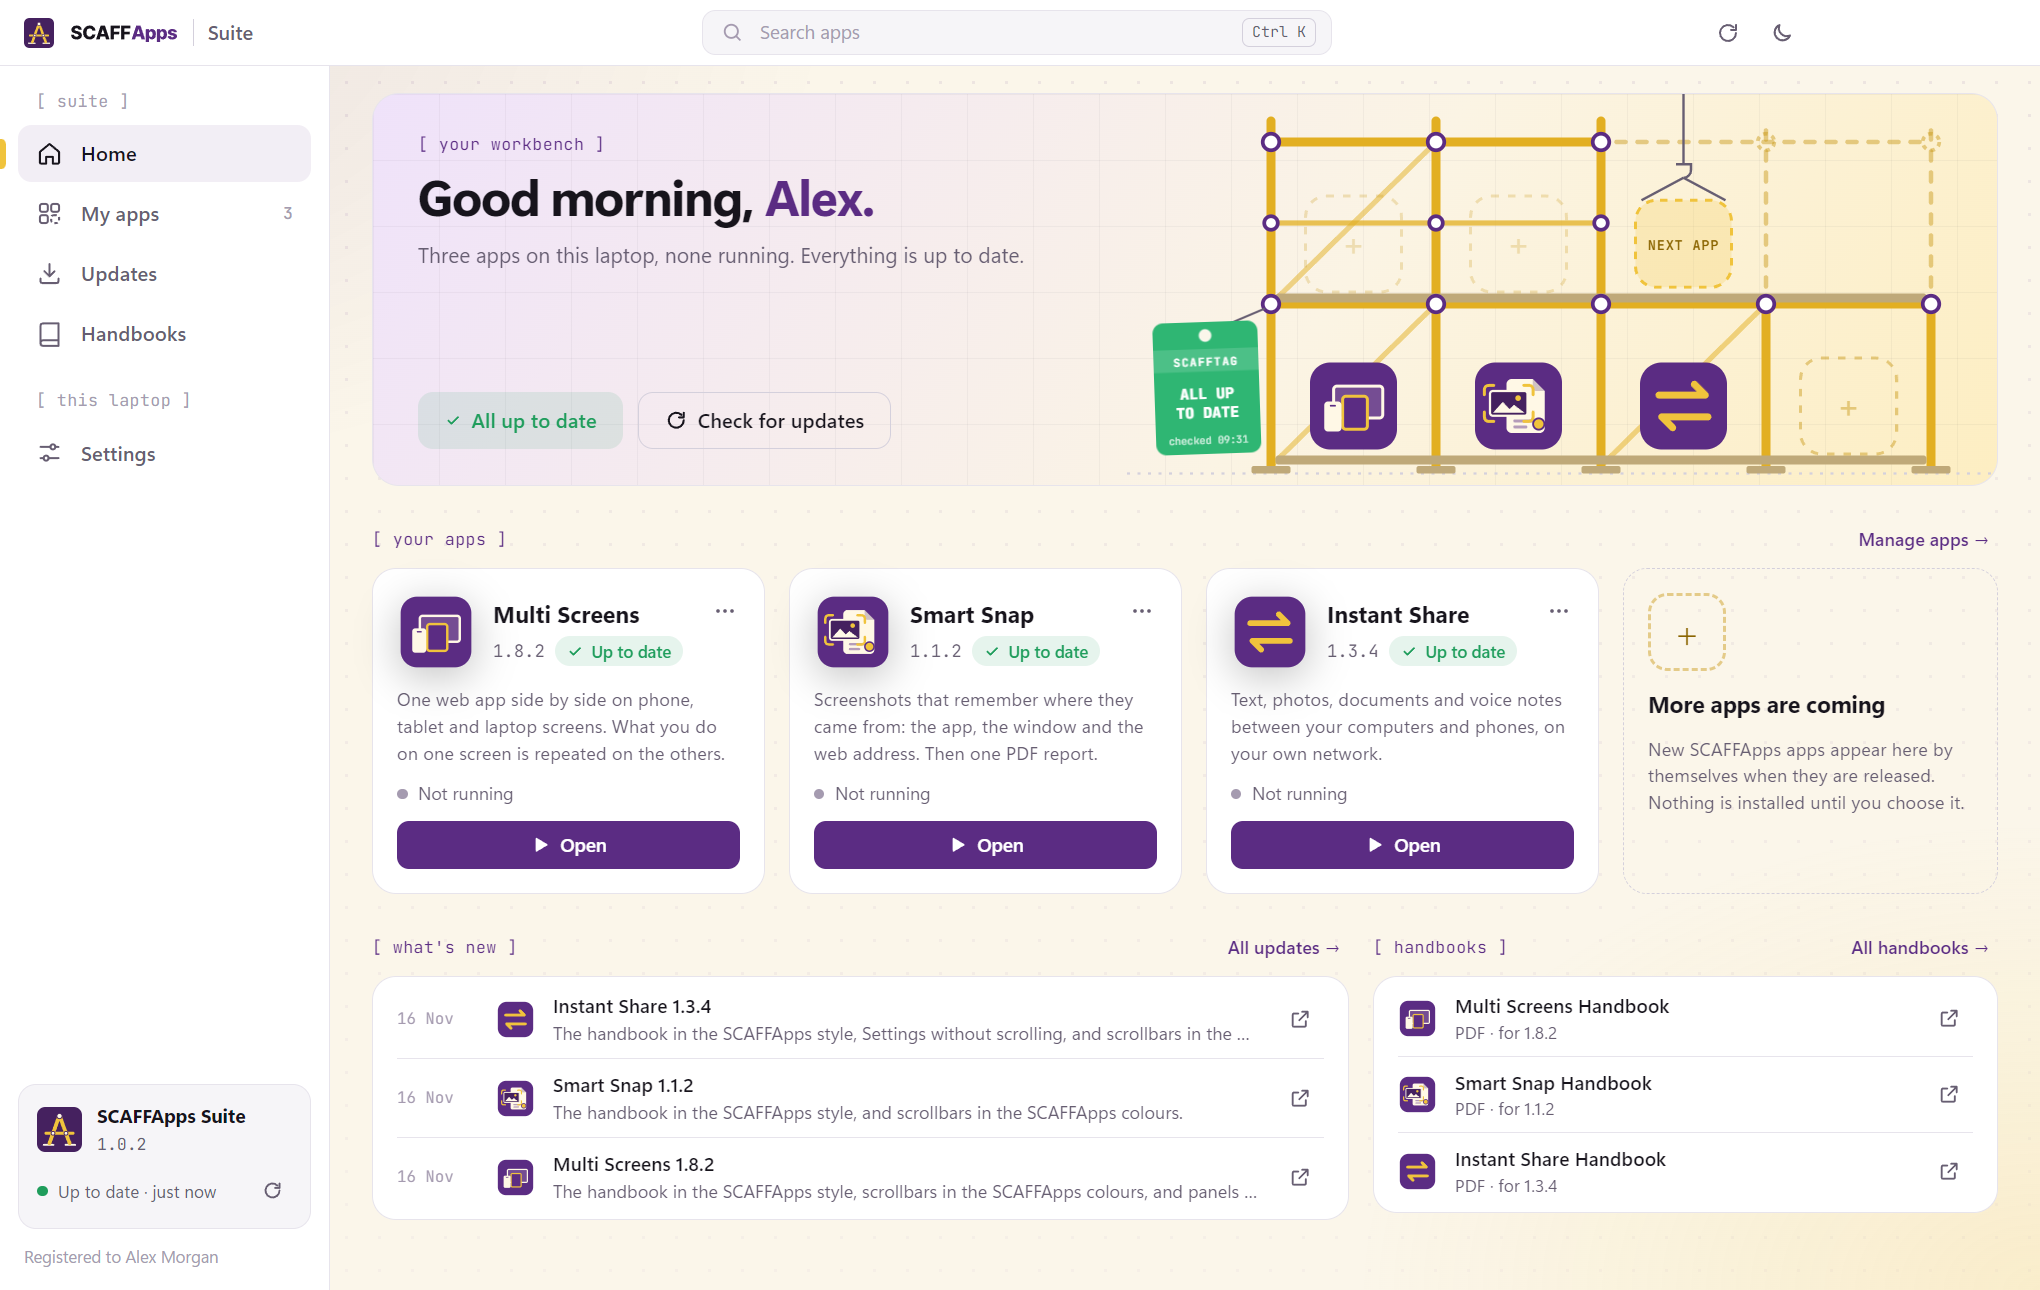 SCAFFApps Suite
Search apps
Ctrl K
[ suite ]
Home
My apps 3
Updates
Handbooks
[ this laptop ]
Settings
SCAFFApps Suite
1.0.2
Up to date · just now
Registered to Alex Morgan
[ your workbench ]
Good morning, Alex.
Three apps on this laptop, none running. Everything is up to date.
All up to date
Check for updates
NEXT APP
SCAFFTAG
ALL UP
TO DATE
checked 09:31
[ your apps ]
Manage apps →
Multi Screens
1.8.2 Up to date
One web app side by side on phone,
tablet and laptop screens. What you do
on one screen is repeated on the others.
Not running
Open
Smart Snap
1.1.2 Up to date
Screenshots that remember where they
came from: the app, the window and the
web address. Then one PDF report.
Not running
Open
Instant Share
1.3.4 Up to date
Text, photos, documents and voice notes
between your computers and phones, on
your own network.
Not running
Open
More apps are coming
New SCAFFApps apps appear here by
themselves when they are released.
Nothing is installed until you choose it.
[ what's new ]
All updates →
16 Nov
Instant Share 1.3.4
The handbook in the SCAFFApps style, Settings without scrolling, and scrollbars in the ...
16 Nov
Smart Snap 1.1.2
The handbook in the SCAFFApps style, and scrollbars in the SCAFFApps colours.
16 Nov
Multi Screens 1.8.2
The handbook in the SCAFFApps style, scrollbars in the SCAFFApps colours, and panels ...
[ handbooks ]
All handbooks →
Multi Screens Handbook
PDF · for 1.8.2
Smart Snap Handbook
PDF · for 1.1.2
Instant Share Handbook
PDF · for 1.3.4